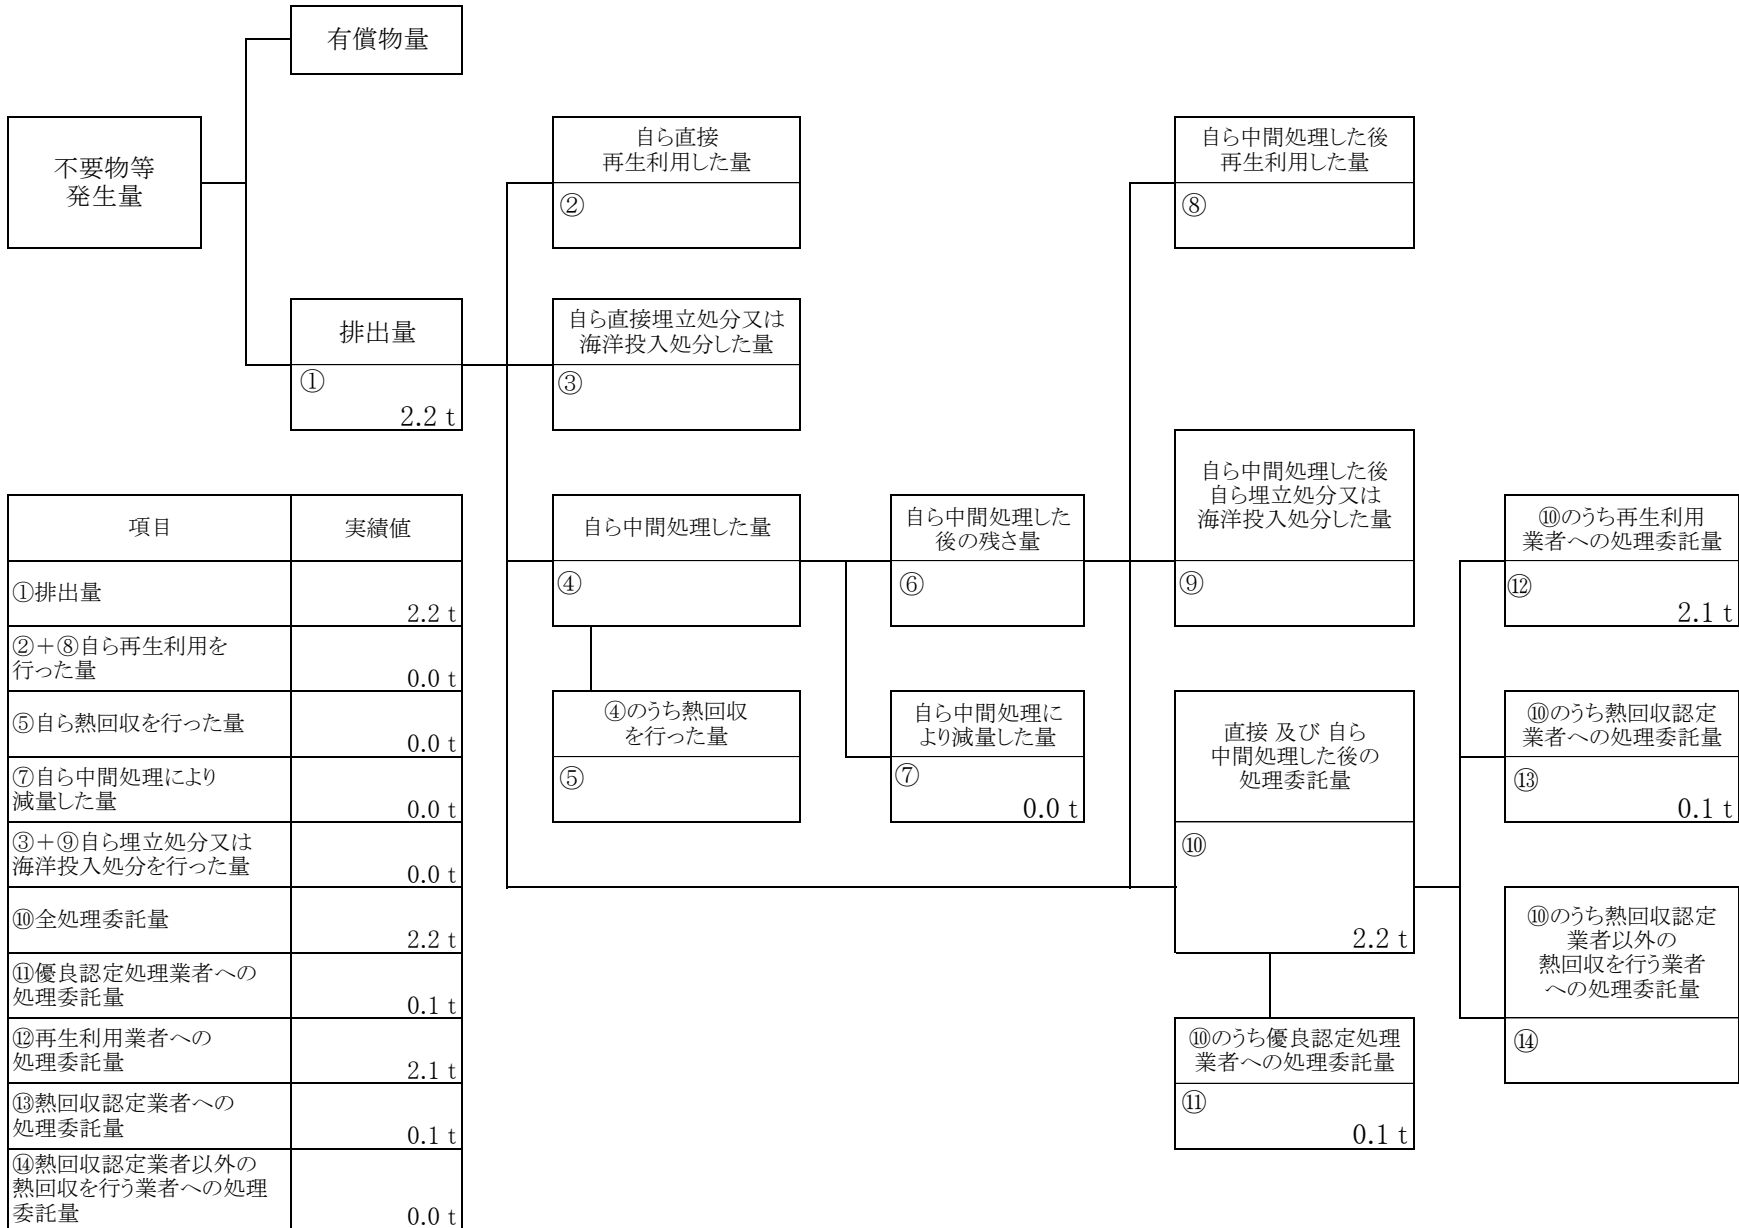 有償物量
不要物等
発生量
自ら直接
再生利用した量
②
自ら中間処理した後
再生利用した量
⑧
排出量
①
2.2 t
自ら直接埋立処分又は
海洋投入処分した量
③
自ら中間処理した量
④
自ら中間処理した
後の残さ量
⑥
自ら中間処理した後
自ら埋立処分又は
海洋投入処分した量
⑨
⑩のうち再生利用
業者への処理委託量
⑫
2.1 t
④のうち熱回収
を行った量
⑤
自ら中間処理に
より減量した量
⑦
0.0 t
直接 及び 自ら
中間処理した後の
処理委託量
⑩
2.2 t
⑩のうち熱回収認定
業者への処理委託量
⑬
0.1 t
⑩のうち熱回収認定
業者以外の
熱回収を行う業者
への処理委託量
⑭
⑩のうち優良認定処理
業者への処理委託量
⑪
0.1 t
項目 実績値
①排出量
2.2 t
②＋⑧自ら再生利用を
行った量
0.0 t
⑤自ら熱回収を行った量
0.0 t
⑦自ら中間処理により
減量した量
0.0 t
③＋⑨自ら埋立処分又は
海洋投入処分を行った量
0.0 t
⑩全処理委託量
2.2 t
⑪優良認定処理業者への
処理委託量
0.1 t
⑫再生利用業者への
処理委託量
2.1 t
⑬熱回収認定業者への
処理委託量
0.1 t
⑭熱回収認定業者以外の
熱回収を行う業者への処理
委託量
0.0 t